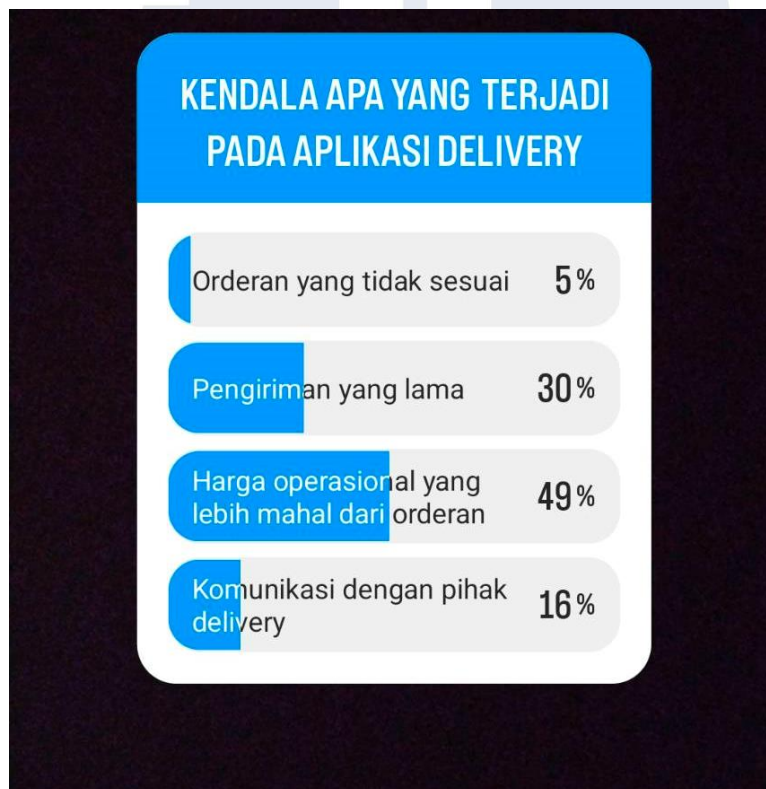 KENDALA APA YANG TERJADI
PADA APLIKASI DELIVERY
Orderan yang tidak sesuai 5%
Pengiriman yang lama 30%
Harga operasional yang
lebih mahal dari orderan 49%
Komunikasi dengan pihak
delivery 16%